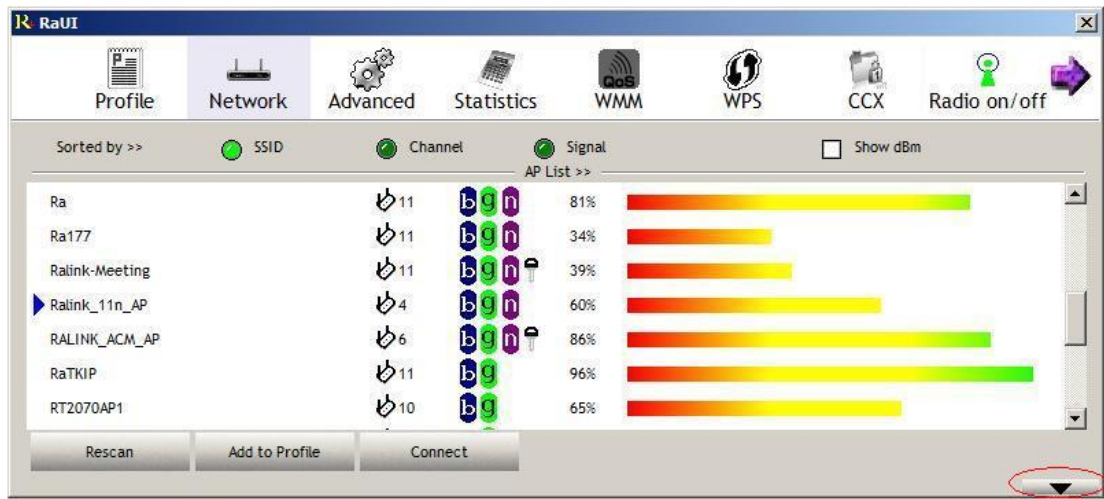 RaUI
Profile Network Advanced Statistics QoS WMM WPS CCX Radio on/off
Sorted by >> SSID Channel Signal Show dBm
AP List >>
Ra 11 b g n 81%
Ra177 11 b g n 34%
Ralink-Meeting 11 b g n 39%
Ralink_11n_AP 4 b g n 60%
RALINK_ACM_AP 6 b g n 86%
RaTKIP 11 b g 96%
RT2070AP1 10 b g 65%
Rescan Add to Profile Connect